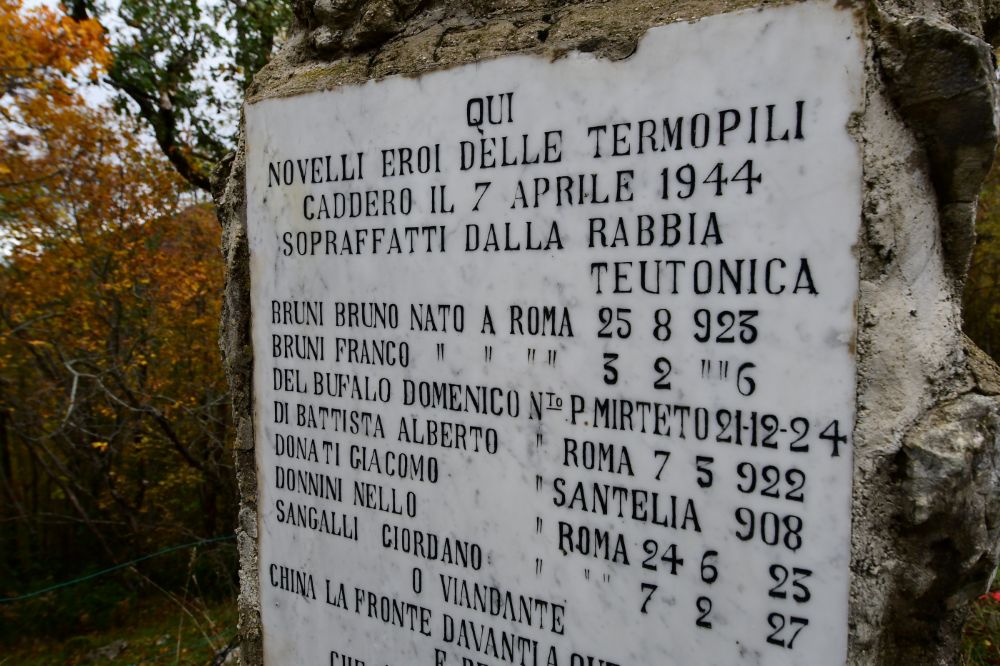 QUI
NOVELLI EROI DELLE TERMOPILI
CADDERO IL 7 APRILE 1944
SOPRAFFATTI DALLA RABBIA
TEUTONICA
BRUNI BRUNO NATO A ROMA 25 8 923
BRUNI FRANCO " " " " 3 2 " " 6
DEL BUFALO DOMENICO N.TO P. MIRTETO 21-12-24
DI BATTISTA ALBERTO " ROMA 7 5 922
DONATI GIACOMO " SANTELIA 908
DONNINI NELLO " ROMA 24 6 23
SANGALLI GIORDANO " " " 7 2 27
O VIANDANTE
CHINA LA FRONTE DAVANTI A
CHE